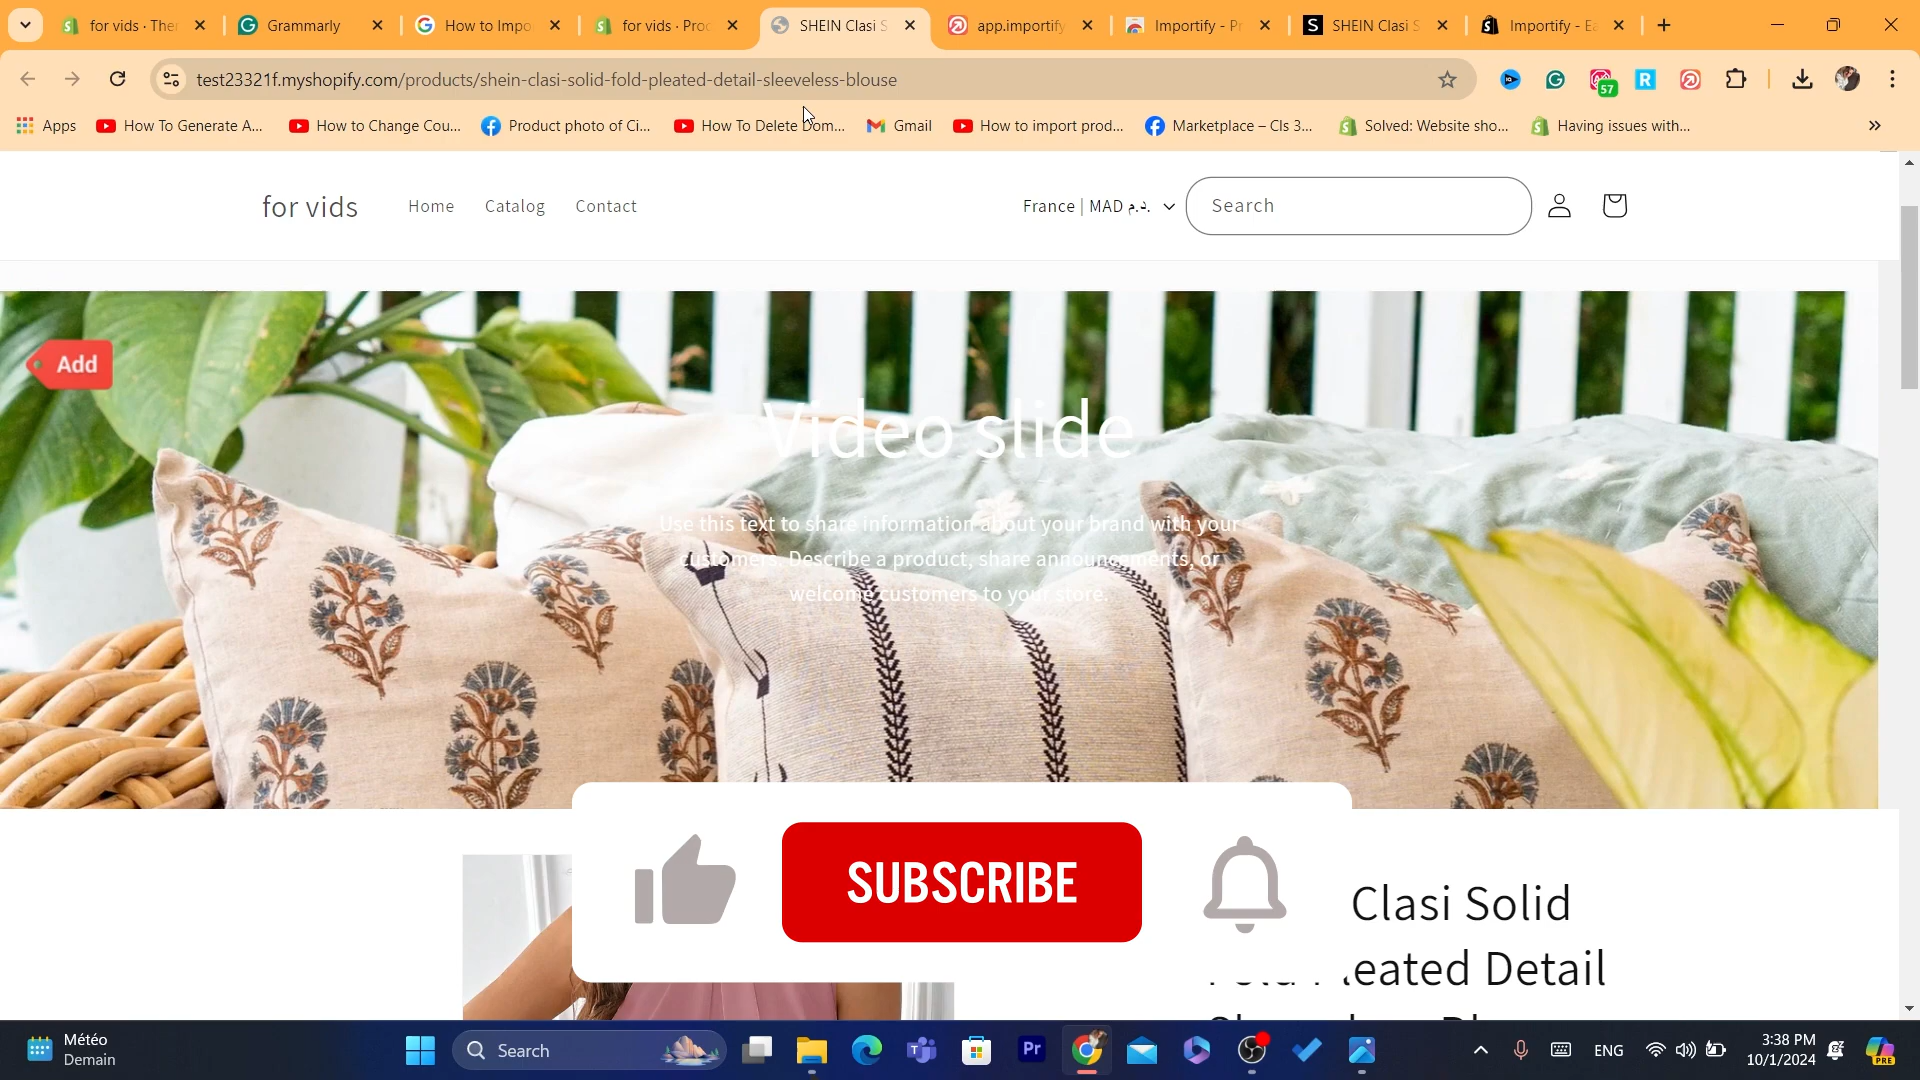 for vids · Ther
Grammarly
How to Impo
for vids · Proc
SHEIN Clasi S
app.importify
Importify - Pr
SHEIN Clasi S
Importify - Ea
test23321f.myshopify.com/products/shein-clasi-solid-fold-pleated-detail-sleeveless-blouse
57
Apps
How To Generate A...
How to Change Cou...
Product photo of Ci...
How To Delete Dom...
Gmail
How to import prod...
Marketplace – Cls 3...
Solved: Website sho...
Having issues with...
for vids
Home
Catalog
Contact
France | MAD د.م.
Search
Add
Video slide
Use this text to share information about your brand with your
customers. Describe a product, share announcements, or
welcome customers to your store.
SUBSCRIBE
Clasi Solid
leated Detail
Météo
Demain
Search
Pr
ENG
3:38 PM
10/1/2024
PRE